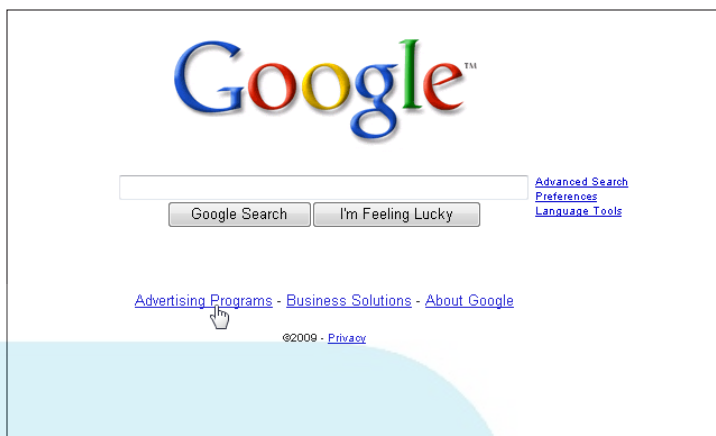 Google™
Advanced Search
Preferences
Language Tools
Google Search I'm Feeling Lucky
Advertising Programs - Business Solutions - About Google
©2009 - Privacy